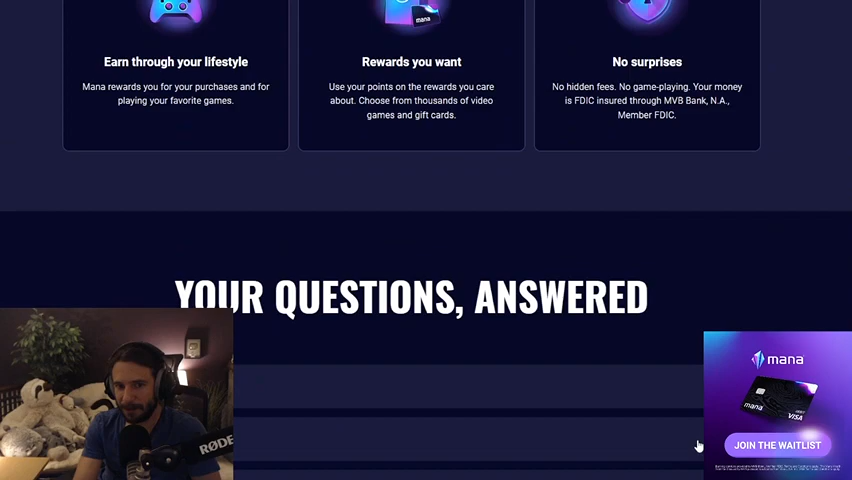 mana
Earn through your lifestyle
Mana rewards you for your purchases and for
playing your favorite games.
Rewards you want
Use your points on the rewards you care
about. Choose from thousands of video
games and gift cards.
No surprises
No hidden fees. No game-playing. Your money
is FDIC insured through MVB Bank, N.A.,
Member FDIC.
YOUR QUESTIONS, ANSWERED
RØDE
mana
mana
DEBIT
VISA
JOIN THE WAITLIST